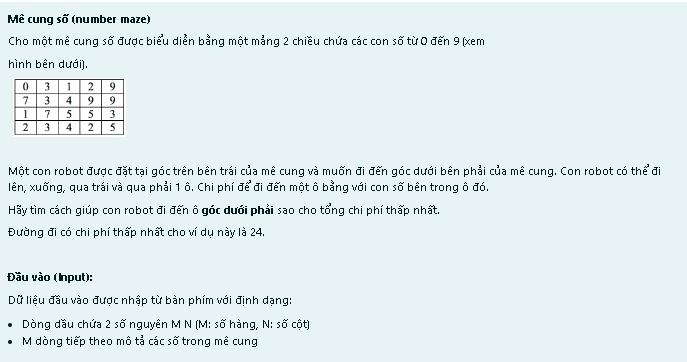 Mê cung số (number maze)
Cho một mê cung số được biểu diễn bằng một mảng 2 chiều chứa các con số từ 0 đến 9 (xem
hình bên dưới).
0 3 1 2 9
7 3 4 9 9
1 7 5 5 3
2 3 4 2 5
Một con robot được đặt tại góc trên bên trái của mê cung và muốn đi đến góc dưới bên phải của mê cung. Con robot có thể đi
lên, xuống, qua trái và qua phải 1 ô. Chi phí để đi đến một ô bằng với con số bên trong ô đó.
Hãy tìm cách giúp con robot đi đến ô góc dưới phải sao cho tổng chi phí thấp nhất.
Đường đi có chi phí thấp nhất cho ví dụ này là 24.
Đầu vào (Input):
Dữ liệu đầu vào được nhập từ bàn phím với định dạng:
• Dòng dầu chứa 2 số nguyên M N (M: số hàng, N: số cột)
• M dòng tiếp theo mô tả các số trong mê cung